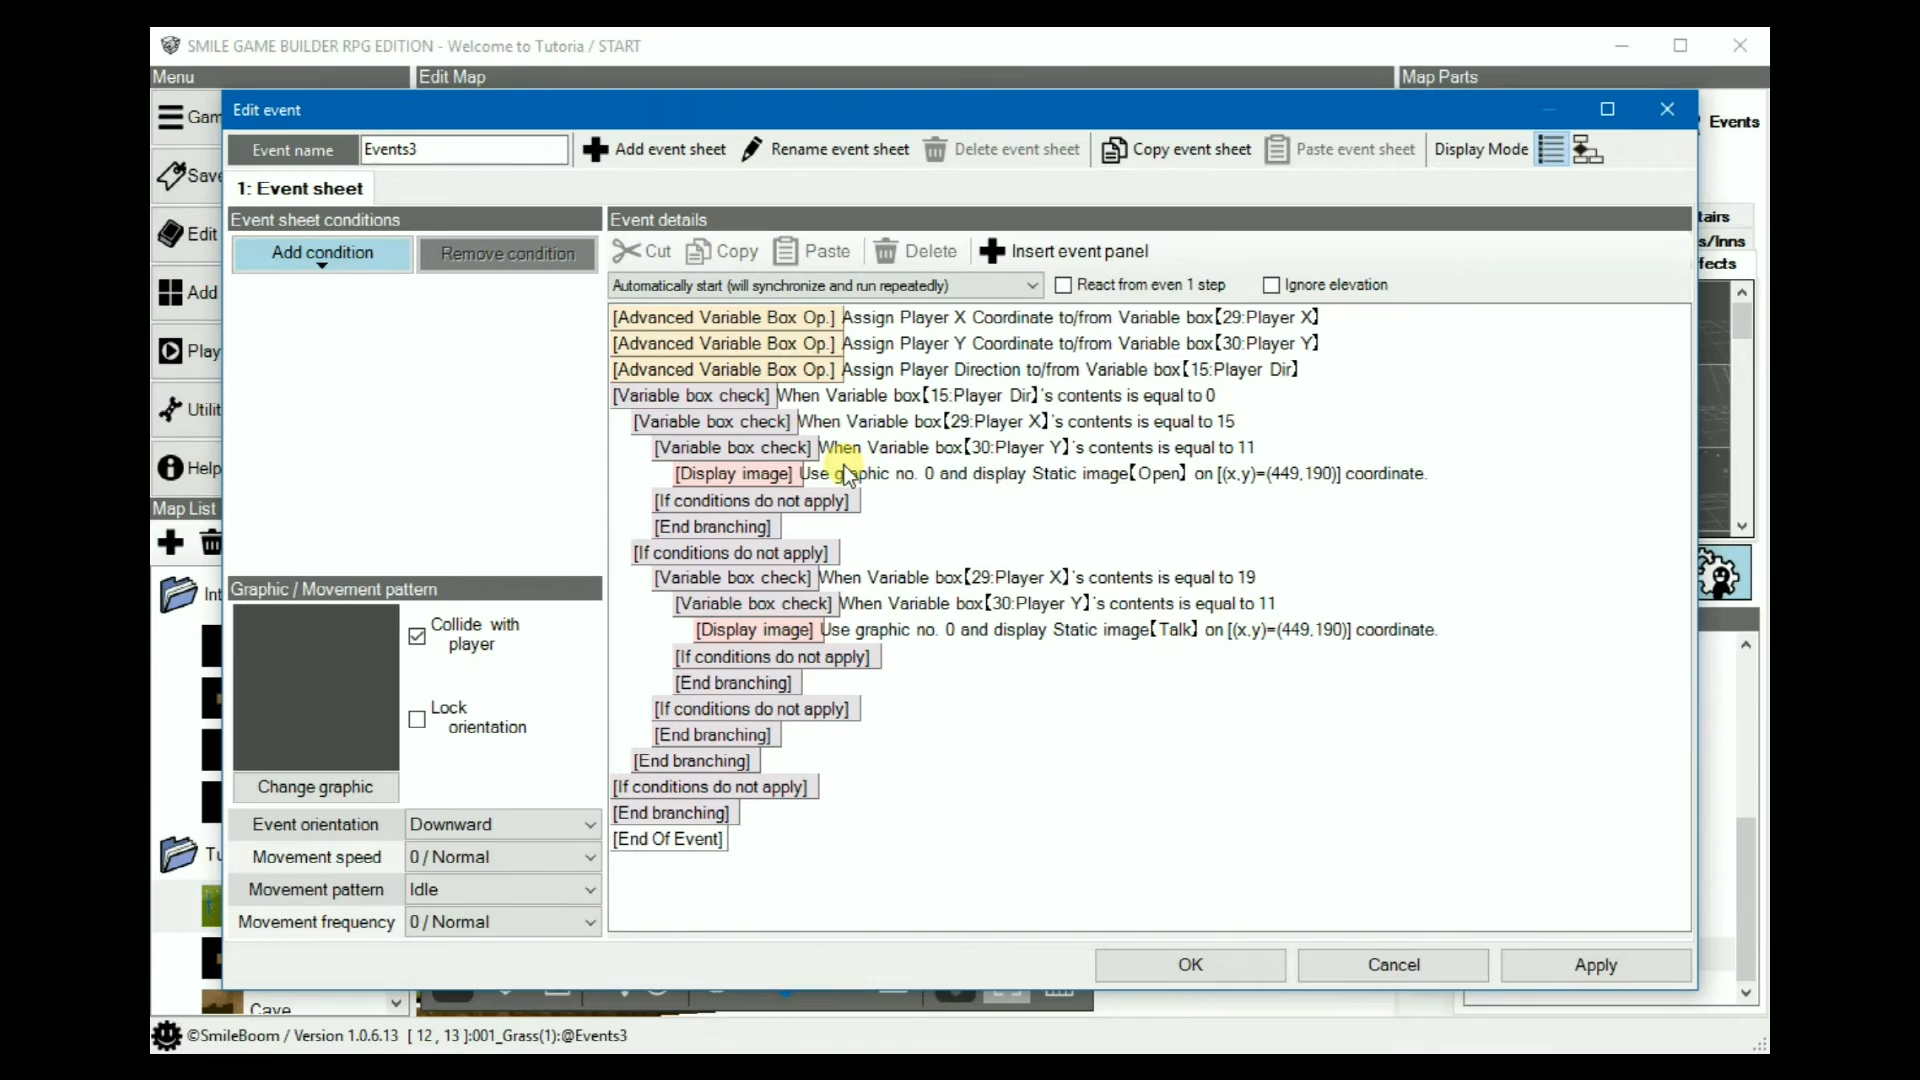 SMILE GAME BUILDER RPG EDITION - Welcome to Tutoria / START
Menu
Edit Map
Map Parts
Edit event
Events
Event name
Events3
Add event sheet
Rename event sheet
Delete event sheet
Copy event sheet
Paste event sheet
Display Mode
1: Event sheet
Save
Edit
Add
Play
Help
Map List
Event sheet conditions
Add condition
Remove condition
Event details
Cut
Copy
Paste
Delete
Insert event panel
Automatically start (will synchronize and run repeatedly)
React from even 1 step
Ignore elevation
[Advanced Variable Box Op.] Assign Player X Coordinate to/from Variable box【29:Player X】
[Advanced Variable Box Op.] Assign Player Y Coordinate to/from Variable box【30:Player Y】
[Advanced Variable Box Op.] Assign Player Direction to/from Variable box【15:Player Dir】
[Variable box check] When Variable box【15:Player Dir】's contents is equal to 0
[Variable box check] When Variable box【29:Player X】's contents is equal to 15
[Variable box check] When Variable box【30:Player Y】's contents is equal to 11
[Display image] Use graphic no. 0 and display Static image【Open】 on [(x,y)=(449,190)] coordinate.
[If conditions do not apply]
[End branching]
[If conditions do not apply]
[Variable box check] When Variable box【29:Player X】's contents is equal to 19
[Variable box check] When Variable box【30:Player Y】's contents is equal to 11
[Display image] Use graphic no. 0 and display Static image【Talk】 on [(x,y)=(449,190)] coordinate.
[If conditions do not apply]
[End branching]
[If conditions do not apply]
[End branching]
[End branching]
[If conditions do not apply]
[End branching]
[End Of Event]
Graphic / Movement pattern
Collide with
player
Lock
orientation
Change graphic
Event orientation
Downward
Movement speed
0 / Normal
Movement pattern
Idle
Movement frequency
0 / Normal
OK
Cancel
Apply
Cave
©SmileBoom / Version 1.0.6.13 [ 12 , 13 ]:001_Grass(1):@Events3